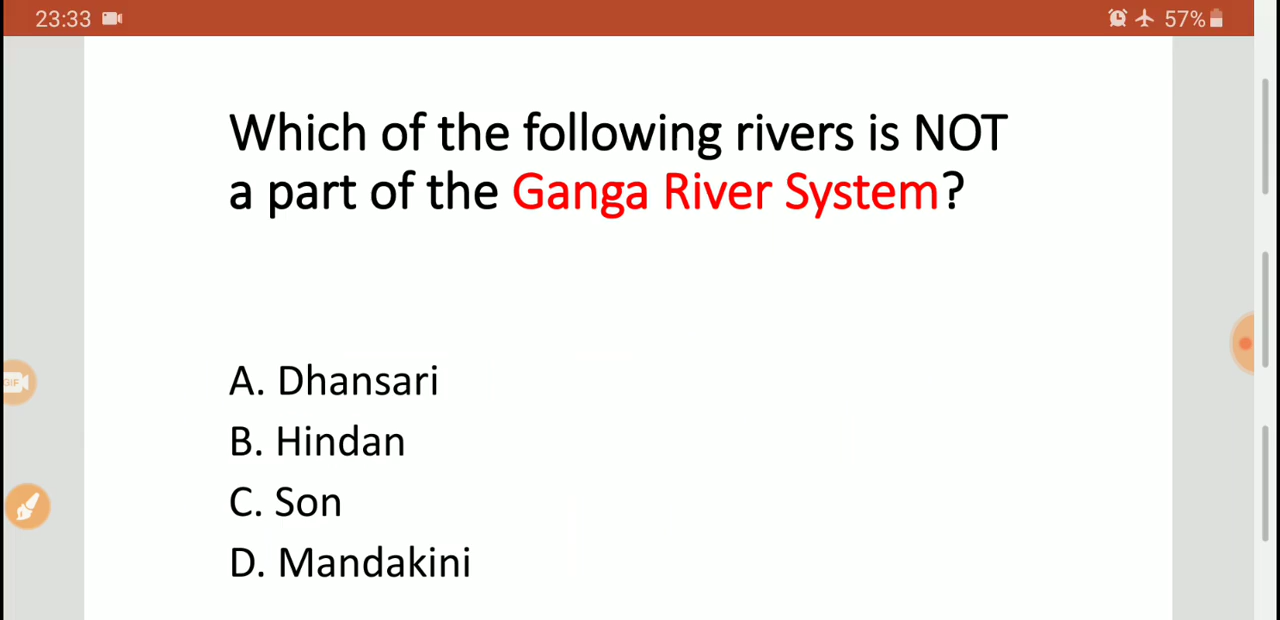 23:33 57%
Which of the following rivers is NOT
a part of the Ganga River System?
A. Dhansari
B. Hindan
C. Son
D. Mandakini
GIF